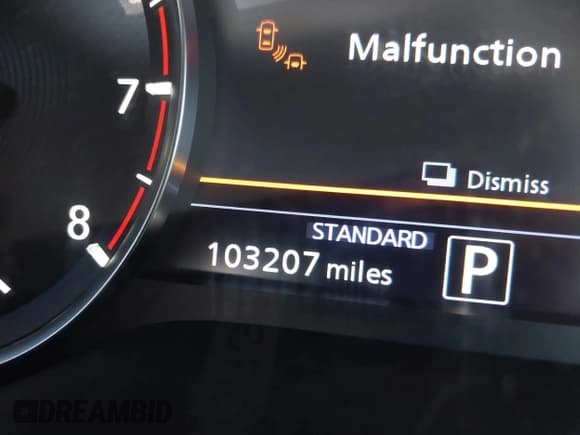 Malfunction
7
Dismiss
8
STANDARD
103207 miles
P
DREAMBID